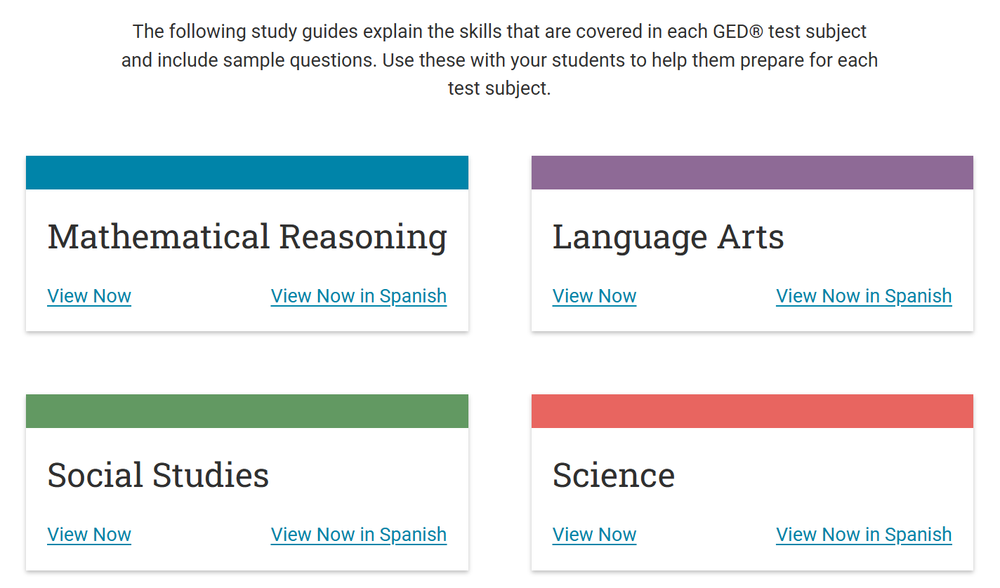 The following study guides explain the skills that are covered in each GED® test subject
and include sample questions. Use these with your students to help them prepare for each
test subject.
Mathematical Reasoning
View Now
View Now in Spanish
Language Arts
View Now
View Now in Spanish
Social Studies
View Now
View Now in Spanish
Science
View Now
View Now in Spanish